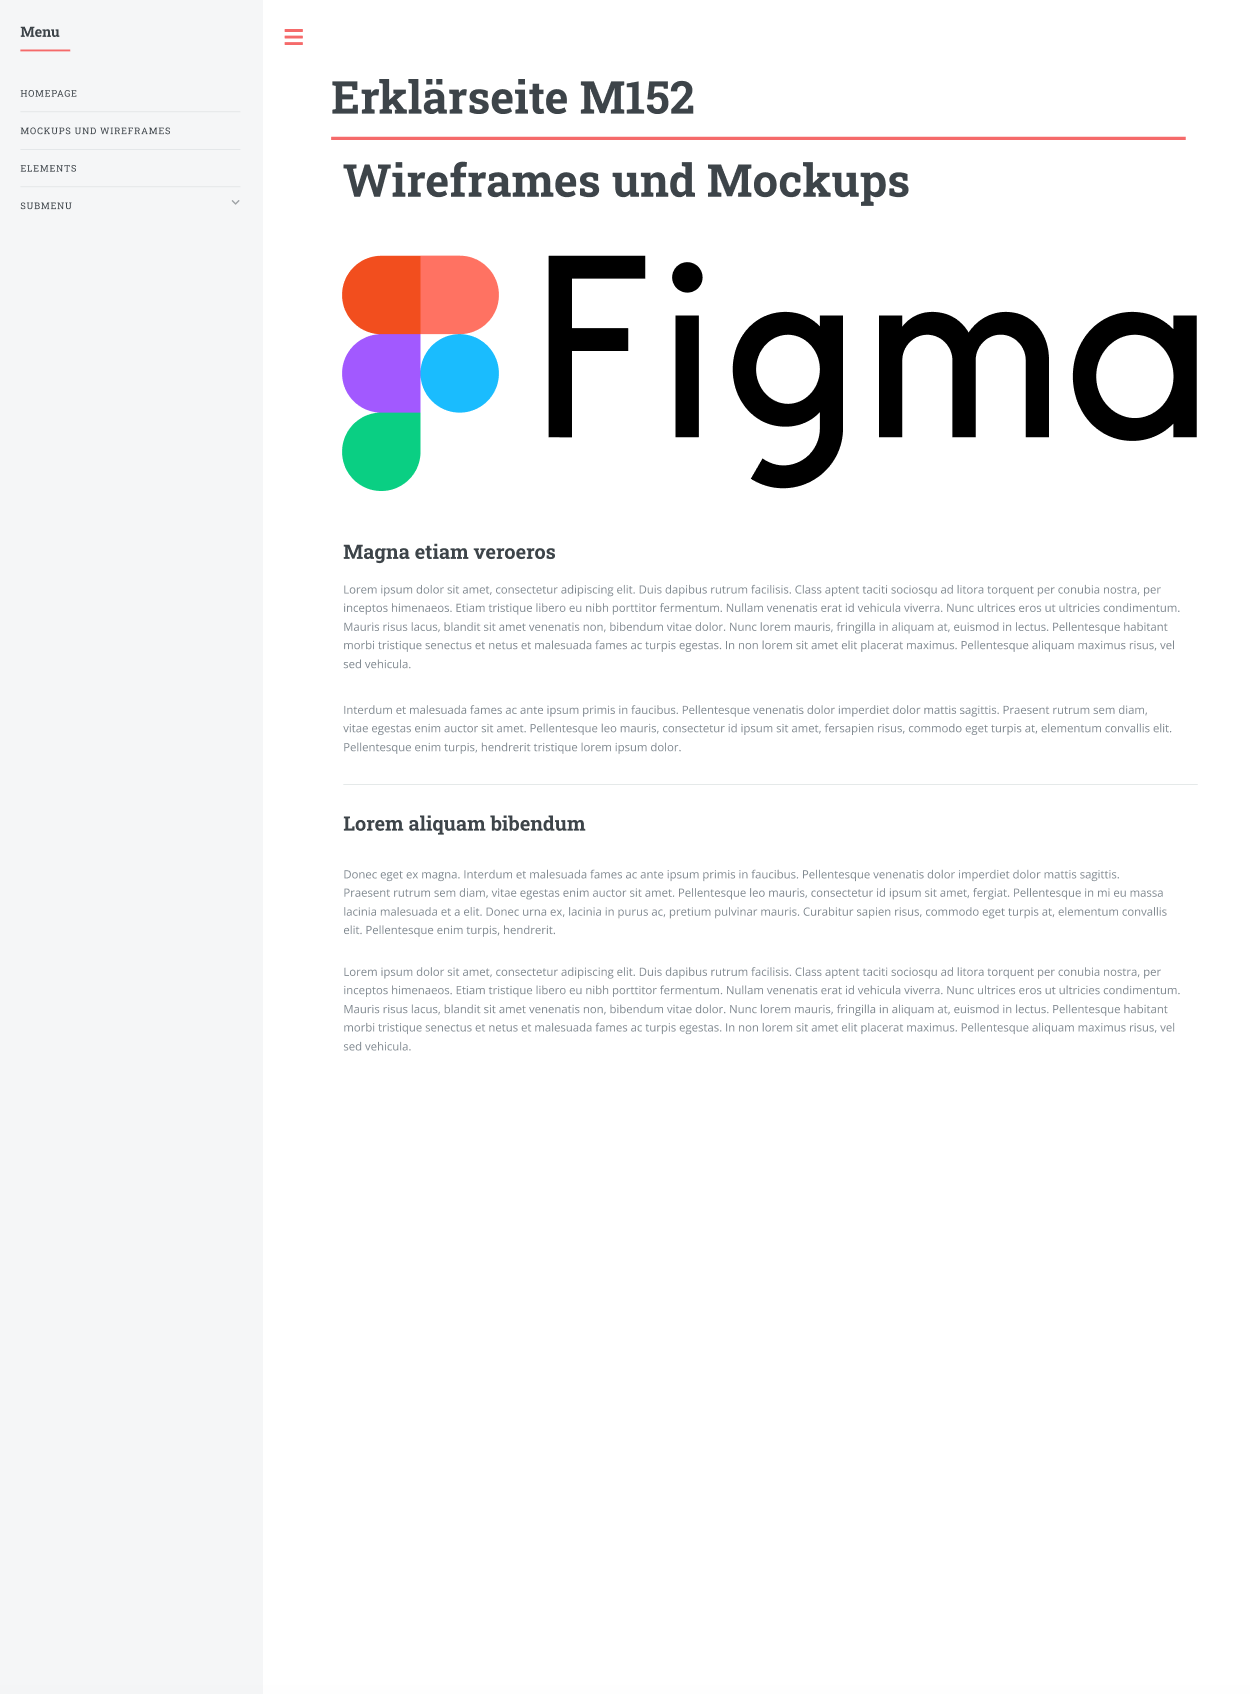 Menu
HOMEPAGE
MOCKUPS UND WIREFRAMES
ELEMENTS
SUBMENU
Erklärseite M152
Wireframes und Mockups
Figma
Magna etiam veroeros
Lorem ipsum dolor sit amet, consectetur adipiscing elit. Duis dapibus rutrum facilisis. Class aptent taciti sociosqu ad litora torquent per conubia nostra, per
inceptos himenaeos. Etiam tristique libero eu nibh porttitor fermentum. Nullam venenatis erat id vehicula viverra. Nunc ultrices eros ut ultricies condimentum.
Mauris risus lacus, blandit sit amet venenatis non, bibendum vitae dolor. Nunc lorem mauris, fringilla in aliquam at, euismod in lectus. Pellentesque habitant
morbi tristique senectus et netus et malesuada fames ac turpis egestas. In non lorem sit amet elit placerat maximus. Pellentesque aliquam maximus risus, vel
sed vehicula.
Interdum et malesuada fames ac ante ipsum primis in faucibus. Pellentesque venenatis dolor imperdiet dolor mattis sagittis. Praesent rutrum sem diam,
vitae egestas enim auctor sit amet. Pellentesque leo mauris, consectetur id ipsum sit amet, fersapien risus, commodo eget turpis at, elementum convallis elit.
Pellentesque enim turpis, hendrerit tristique lorem ipsum dolor.
Lorem aliquam bibendum
Donec eget ex magna. Interdum et malesuada fames ac ante ipsum primis in faucibus. Pellentesque venenatis dolor imperdiet dolor mattis sagittis.
Praesent rutrum sem diam, vitae egestas enim auctor sit amet. Pellentesque leo mauris, consectetur id ipsum sit amet, fergiat. Pellentesque in mi eu massa
lacinia malesuada et a elit. Donec urna ex, lacinia in purus ac, pretium pulvinar mauris. Curabitur sapien risus, commodo eget turpis at, elementum convallis
elit. Pellentesque enim turpis, hendrerit.
Lorem ipsum dolor sit amet, consectetur adipiscing elit. Duis dapibus rutrum facilisis. Class aptent taciti sociosqu ad litora torquent per conubia nostra, per
inceptos himenaeos. Etiam tristique libero eu nibh porttitor fermentum. Nullam venenatis erat id vehicula viverra. Nunc ultrices eros ut ultricies condimentum.
Mauris risus lacus, blandit sit amet venenatis non, bibendum vitae dolor. Nunc lorem mauris, fringilla in aliquam at, euismod in lectus. Pellentesque habitant
morbi tristique senectus et netus et malesuada fames ac turpis egestas. In non lorem sit amet elit placerat maximus. Pellentesque aliquam maximus risus, vel
sed vehicula.